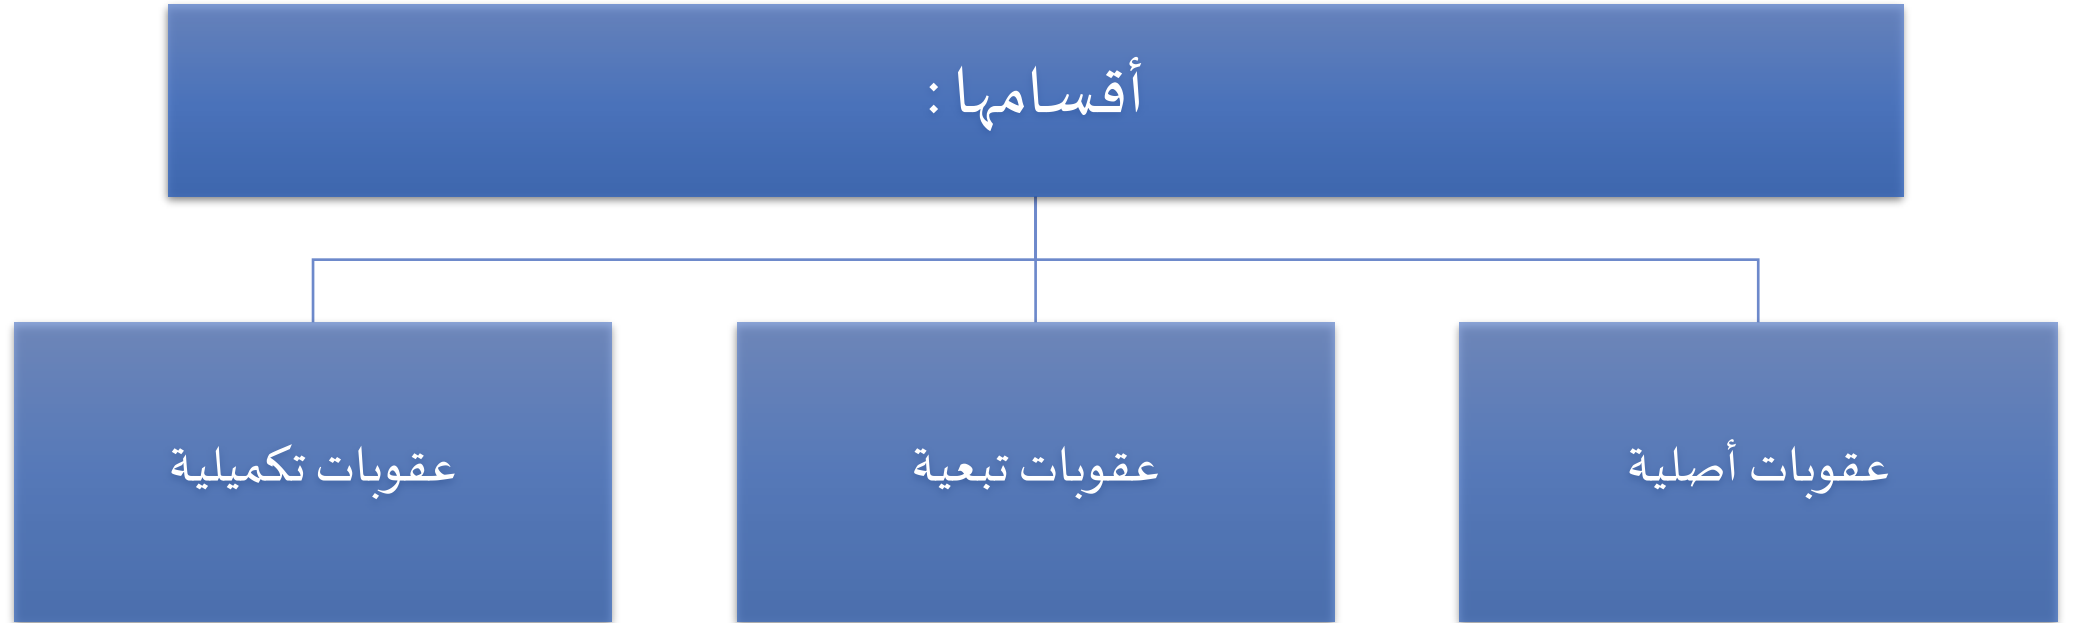 أقسامها :
عقوبات أصلية
عقوبات تبعية
عقوبات تكميلية